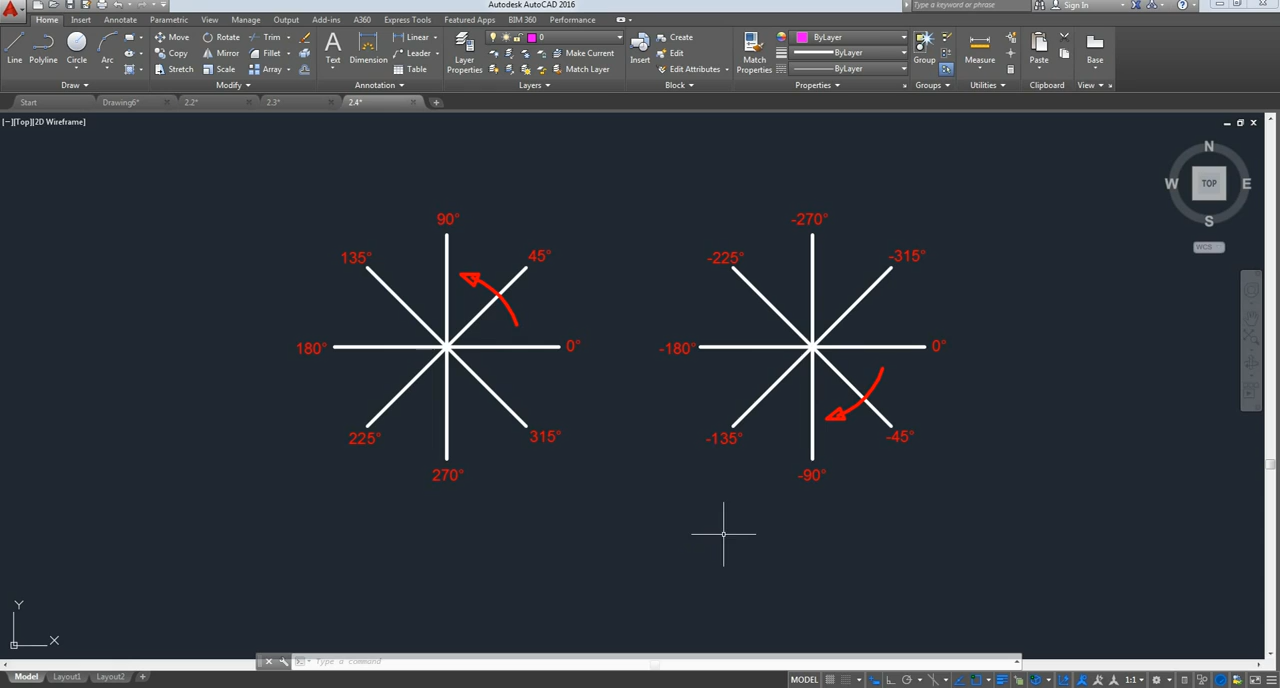 Autodesk AutoCAD 2016
Type a keyword or phrase
Sign In
Home Insert Annotate Parametric View Manage Output Add-ins A360 Express Tools Featured Apps BIM 360 Performance
Line Polyline Circle Arc
Move Rotate Trim
Copy Mirror Fillet
Stretch Scale Array
Text Dimension
Linear
Leader
Table
Layer Properties
0
Make Current
Match Layer
Insert
Create
Edit
Edit Attributes
Match Properties
ByLayer
ByLayer
ByLayer
Group Measure Paste Base
Draw Modify Annotation Layers Block Properties Groups Utilities Clipboard View
Start Drawing6* 2.2* 2.3* 2.4*
[−][Top][2D Wireframe]
N
W TOP E
S
WCS
90°
135° 45°
180° 0°
225° 315°
270°
-270°
-225° -315°
-180° 0°
-135° -45°
-90°
Y
X
Type a command
Model Layout1 Layout2
MODEL 1:1